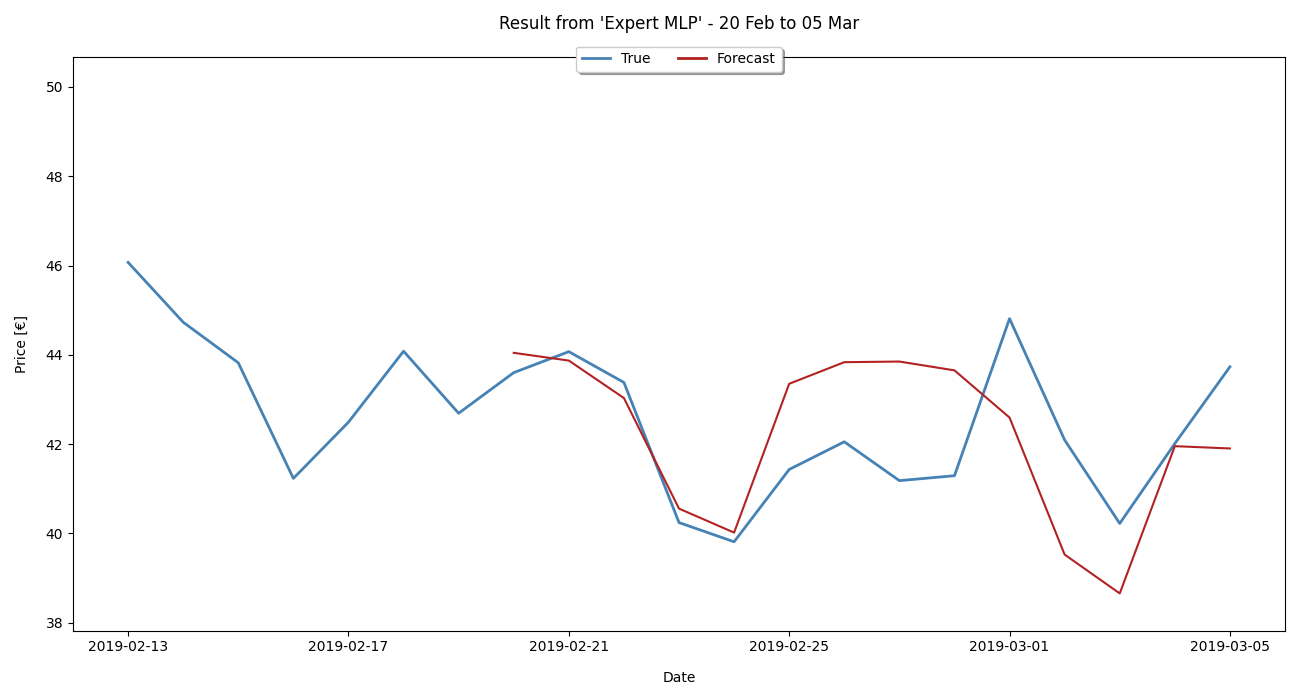 Result from 'Expert MLP' - 20 Feb to 05 Mar
True Forecast
Price [€]
50
48
46
44
42
40
38
2019-02-13 2019-02-17 2019-02-21 2019-02-25 2019-03-01 2019-03-05
Date